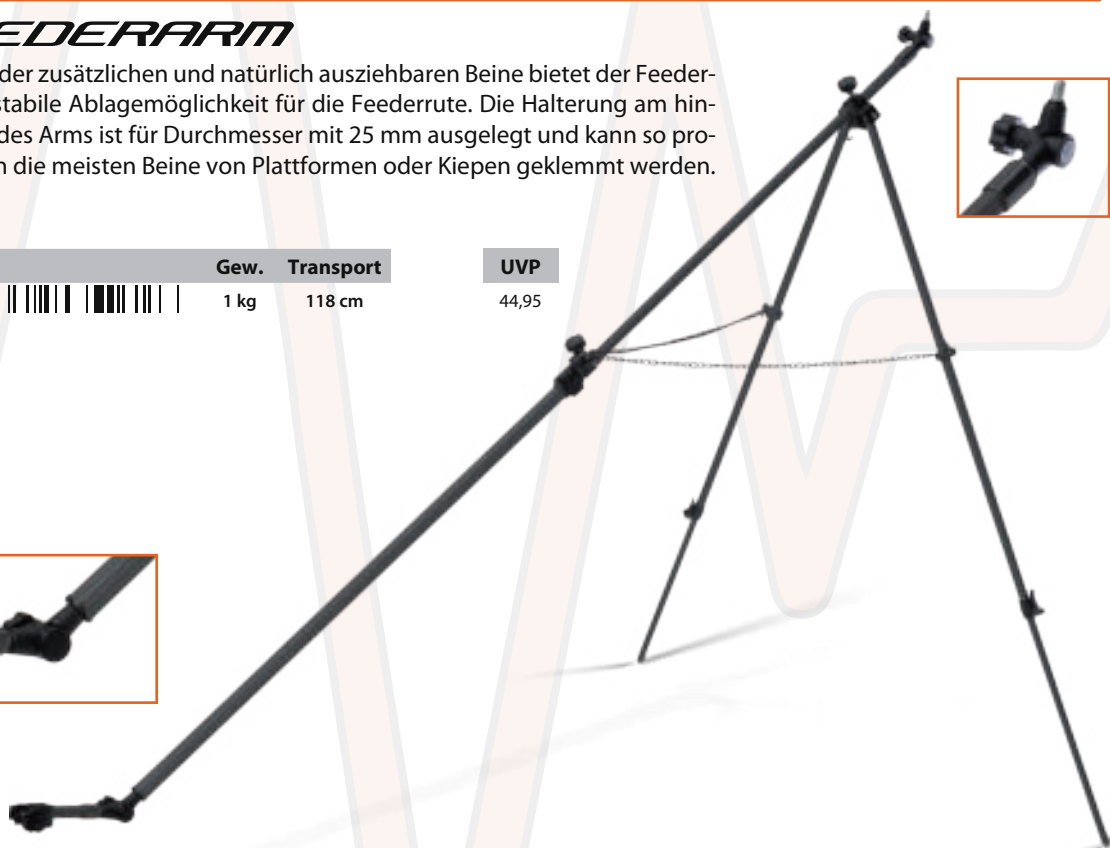 EDERARM
der zusätzlichen und natürlich ausziehbaren Beine bietet der Feeder-
stabile Ablagemöglichkeit für die Feederrute. Die Halterung am hin-
des Arms ist für Durchmesser mit 25 mm ausgelegt und kann so pro-
n die meisten Beine von Plattformen oder Kiepen geklemmt werden.
Gew. Transport UVP
1 kg 118 cm 44,95